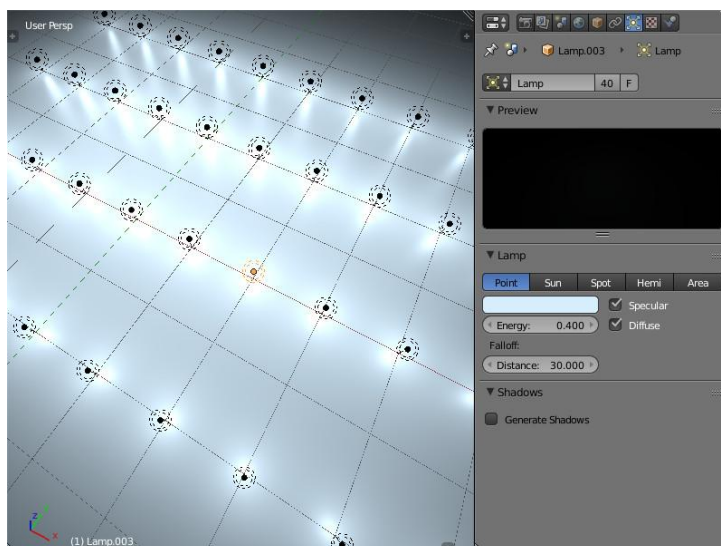 User Persp
Lamp.003
Lamp
Lamp
40
F
Preview
Lamp
Point
Sun
Spot
Hemi
Area
Specular
Energy: 0.400
Diffuse
Falloff:
Distance: 30.000
Shadows
Generate Shadows
z
y
x
(1) Lamp.003